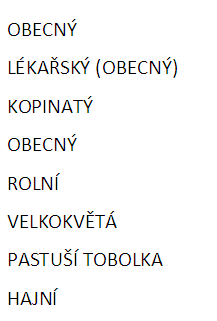 OBECNÝ
LÉKAŘSKÝ (OBECNÝ)
KOPINATÝ
OBECNÝ
ROLNÍ
VELKOKVĚTÁ
PASTUŠÍ TOBOLKA
HAJNÍ